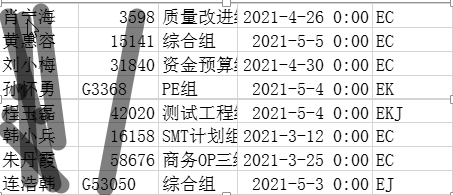 肖宁海 3598 质量改进 2021-4-26 0:00 EC
黄惠容 15141 综合组 2021-5-5 0:00 EC
刘小梅 31840 资金预算 2021-4-30 0:00 EC
孙怀勇 G3368 PE组 2021-5-4 0:00 EK
程玉磊 42020 测试工程 2021-5-4 0:00 EKJ
韩小兵 16158 SMT计划组 2021-3-12 0:00 EC
朱丹霞 58676 商务OP三 2021-3-25 0:00 EC
连浩韩 G53050 综合组 2021-5-3 0:00 EJ